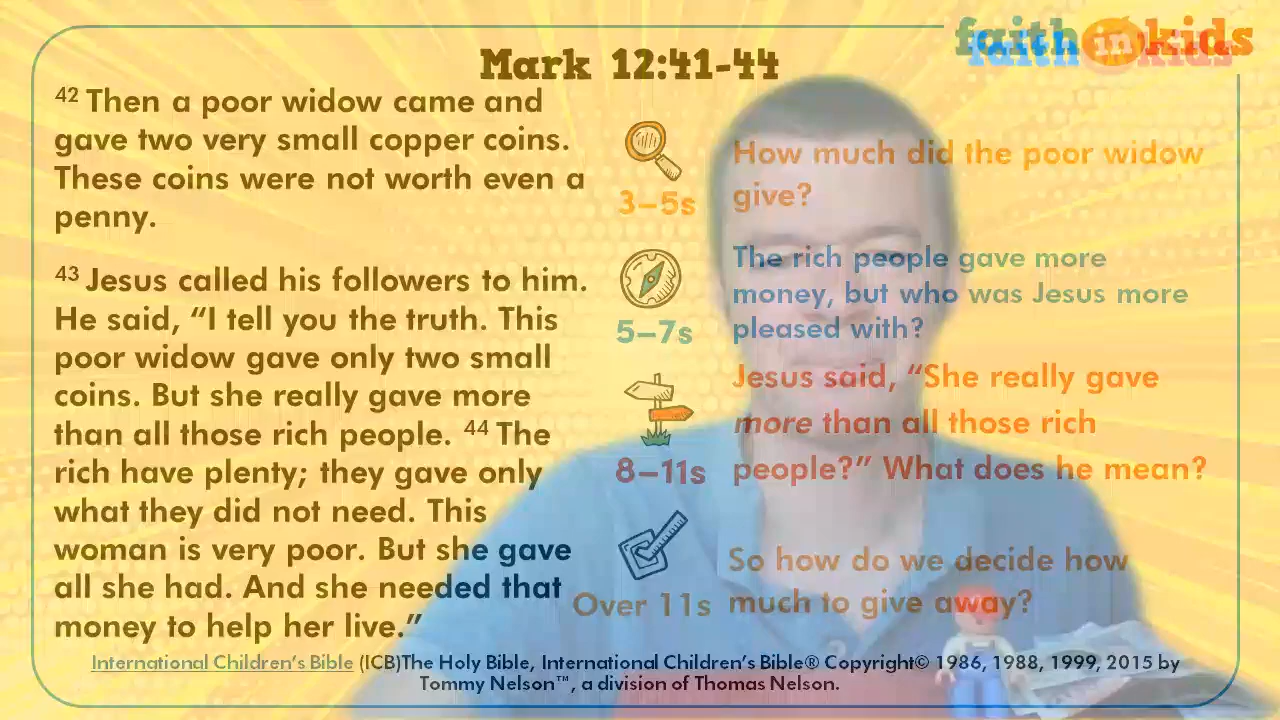 faith in kids
Mark 12:41-44
42 Then a poor widow came and
gave two very small copper coins.
These coins were not worth even a
penny.
43 Jesus called his followers to him.
He said, “I tell you the truth. This
poor widow gave only two small
coins. But she really gave more
than all those rich people. 44 The
rich have plenty; they gave only
what they did not need. This
woman is very poor. But she gave
all she had. And she needed that
money to help her live.”
How much did the poor widow
give?
3–5s
The rich people gave more
money, but who was Jesus more
pleased with?
5–7s
Jesus said, “She really gave
more than all those rich
people?” What does he mean?
8–11s
So how do we decide how
much to give away?
Over 11s
International Children’s Bible (ICB)The Holy Bible, International Children’s Bible® Copyright© 1986, 1988, 1999, 2015 by
Tommy Nelson™, a division of Thomas Nelson.